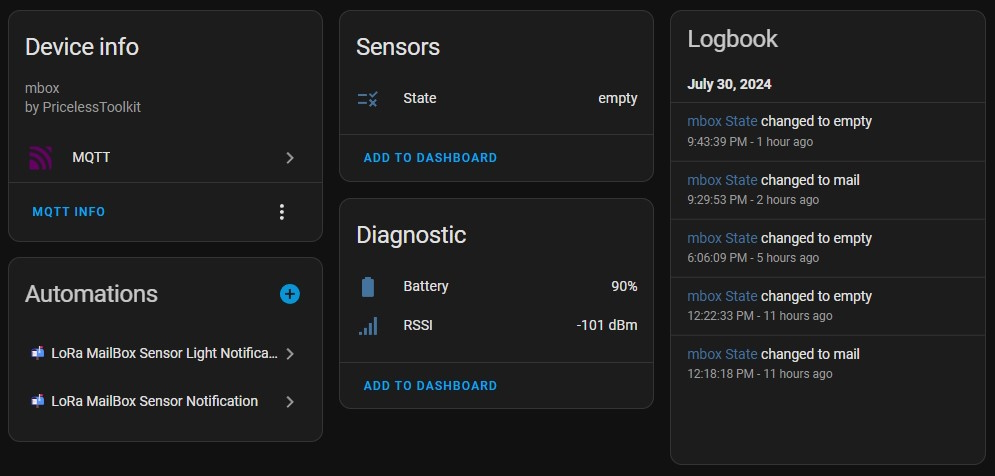 Device info
mbox
by PricelessToolkit
MQTT
MQTT INFO
Automations
LoRa MailBox Sensor Light Notifica...
LoRa MailBox Sensor Notification
Sensors
State empty
ADD TO DASHBOARD
Diagnostic
Battery 90%
RSSI -101 dBm
ADD TO DASHBOARD
Logbook
July 30, 2024
mbox State changed to empty
9:43:39 PM - 1 hour ago
mbox State changed to mail
9:29:53 PM - 2 hours ago
mbox State changed to empty
6:06:09 PM - 5 hours ago
mbox State changed to empty
12:22:33 PM - 11 hours ago
mbox State changed to mail
12:18:18 PM - 11 hours ago